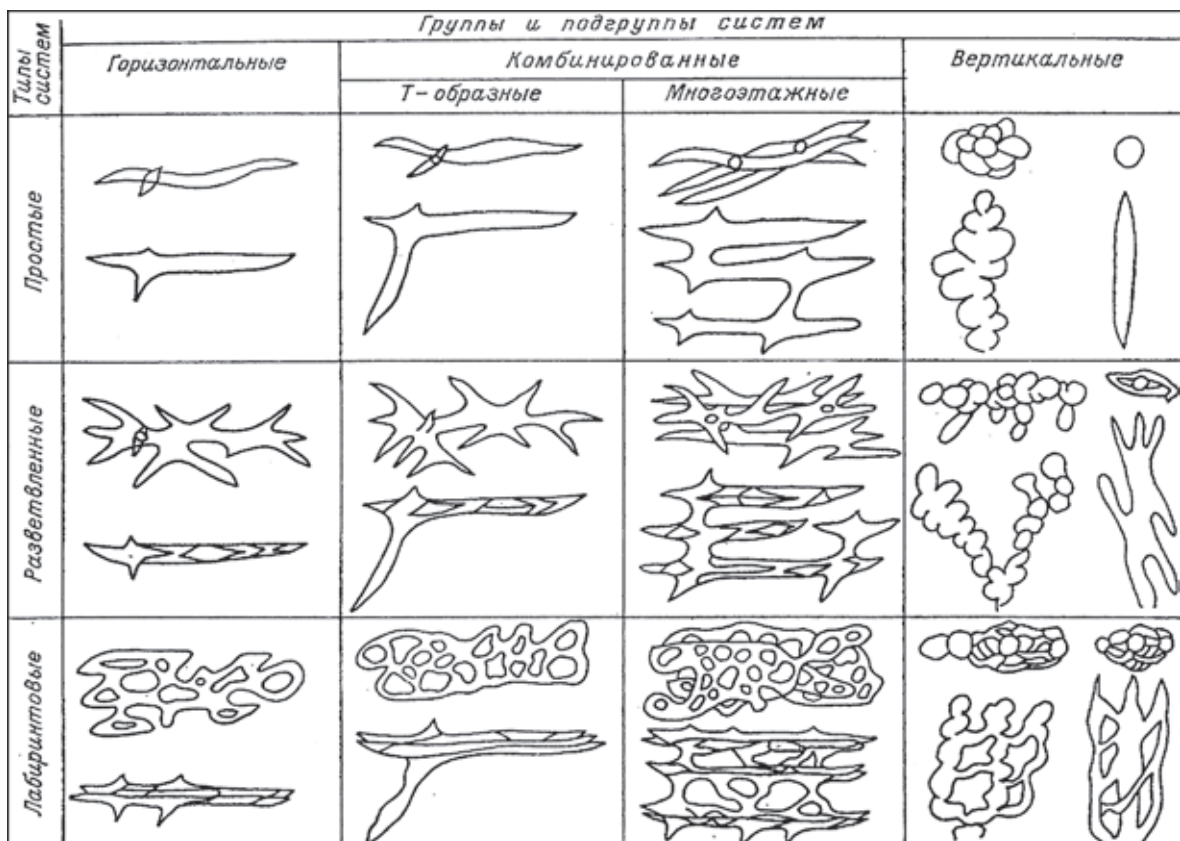 Группы и подгруппы систем
Типы
систем
Горизонтальные
Комбинированные
Вертикальные
Т-образные
Многоэтажные
Простые
Разветвленные
Лабиринтовые